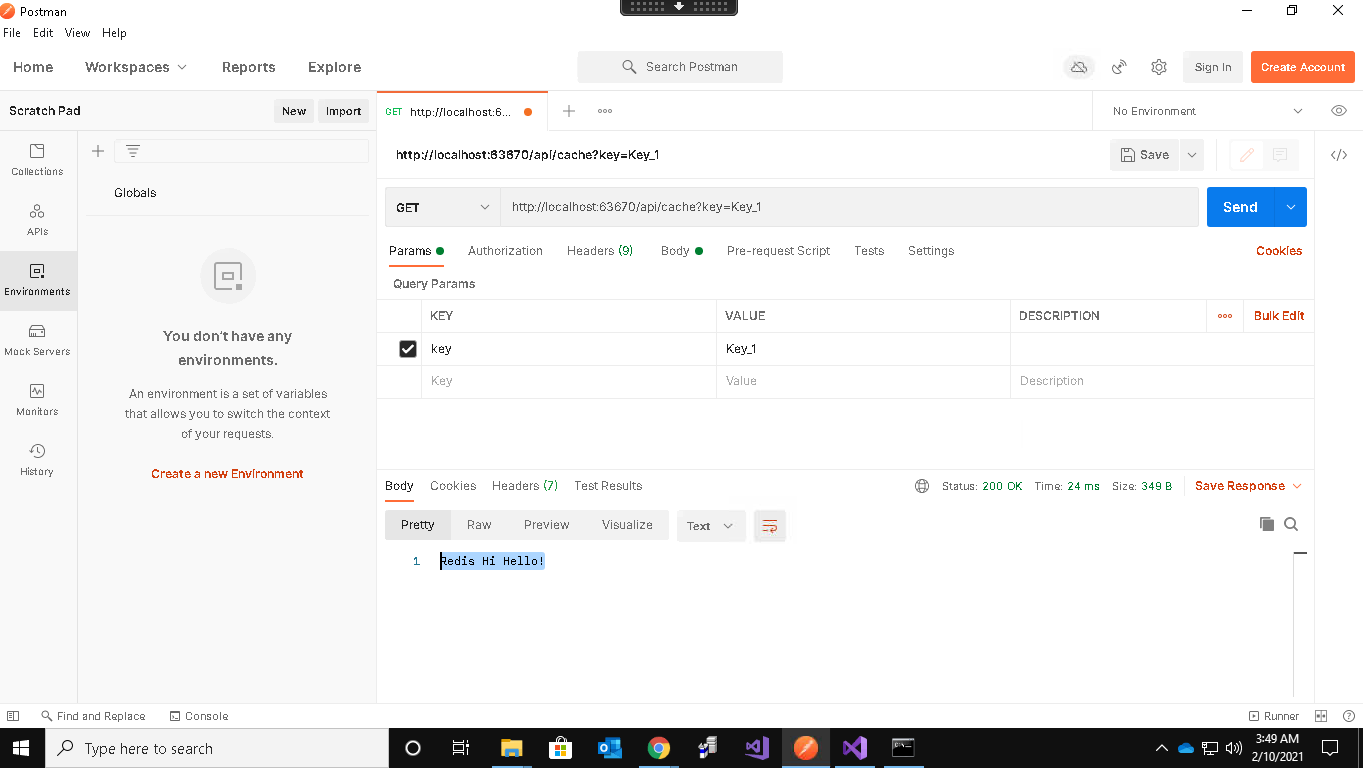 Postman
File Edit View Help
Home Workspaces Reports Explore Search Postman Sign In Create Account
Scratch Pad New Import GET http://localhost:6... No Environment
http://localhost:63670/api/cache?key=Key_1 Save
Collections
APIs
Environments
Mock Servers
Monitors
History
Globals
You don't have any
environments.
An environment is a set of variables
that allows you to switch the context
of your requests.
Create a new Environment
GET http://localhost:63670/api/cache?key=Key_1 Send
Params Authorization Headers (9) Body Pre-request Script Tests Settings Cookies
Query Params
KEY VALUE DESCRIPTION Bulk Edit
key Key_1
Key Value Description
Body Cookies Headers (7) Test Results Status: 200 OK Time: 24 ms Size: 349 B Save Response
Pretty Raw Preview Visualize Text
1 Redis Hi Hello!
Find and Replace Console Runner
Type here to search
3:49 AM
2/10/2021